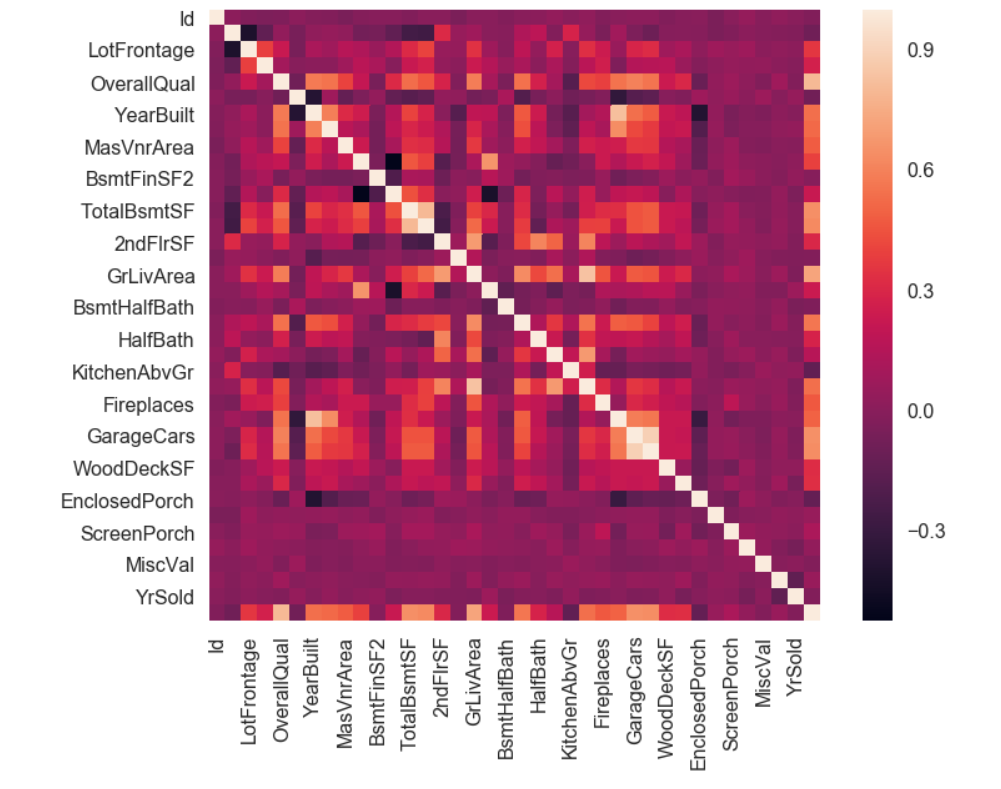 Id
LotFrontage
OverallQual
YearBuilt
MasVnrArea
BsmtFinSF2
TotalBsmtSF
2ndFlrSF
GrLivArea
BsmtHalfBath
HalfBath
KitchenAbvGr
Fireplaces
GarageCars
WoodDeckSF
EnclosedPorch
ScreenPorch
MiscVal
YrSold
Id
LotFrontage
OverallQual
YearBuilt
MasVnrArea
BsmtFinSF2
TotalBsmtSF
2ndFlrSF
GrLivArea
BsmtHalfBath
HalfBath
KitchenAbvGr
Fireplaces
GarageCars
WoodDeckSF
EnclosedPorch
ScreenPorch
MiscVal
YrSold
0.9
0.6
0.3
0.0
−0.3